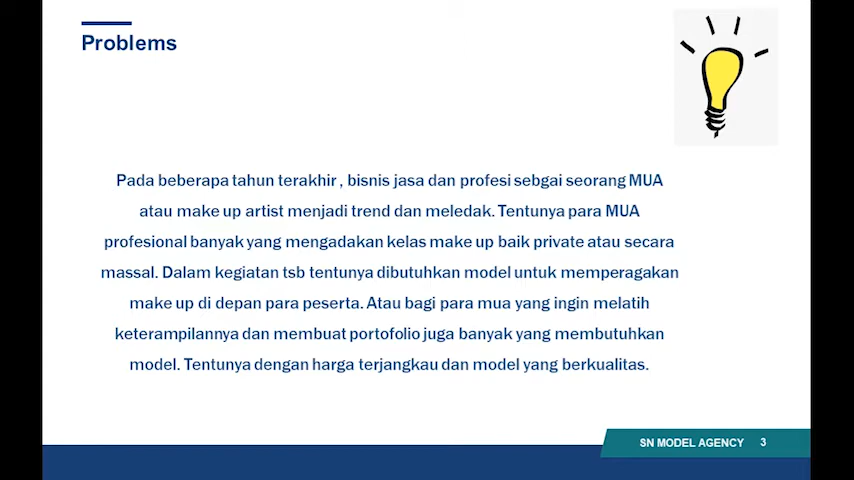 Problems
Pada beberapa tahun terakhir , bisnis jasa dan profesi sebgai seorang MUA
atau make up artist menjadi trend dan meledak. Tentunya para MUA
profesional banyak yang mengadakan kelas make up baik private atau secara
massal. Dalam kegiatan tsb tentunya dibutuhkan model untuk memperagakan
make up di depan para peserta. Atau bagi para mua yang ingin melatih
keterampilannya dan membuat portofolio juga banyak yang membutuhkan
model. Tentunya dengan harga terjangkau dan model yang berkualitas.
SN MODEL AGENCY 3